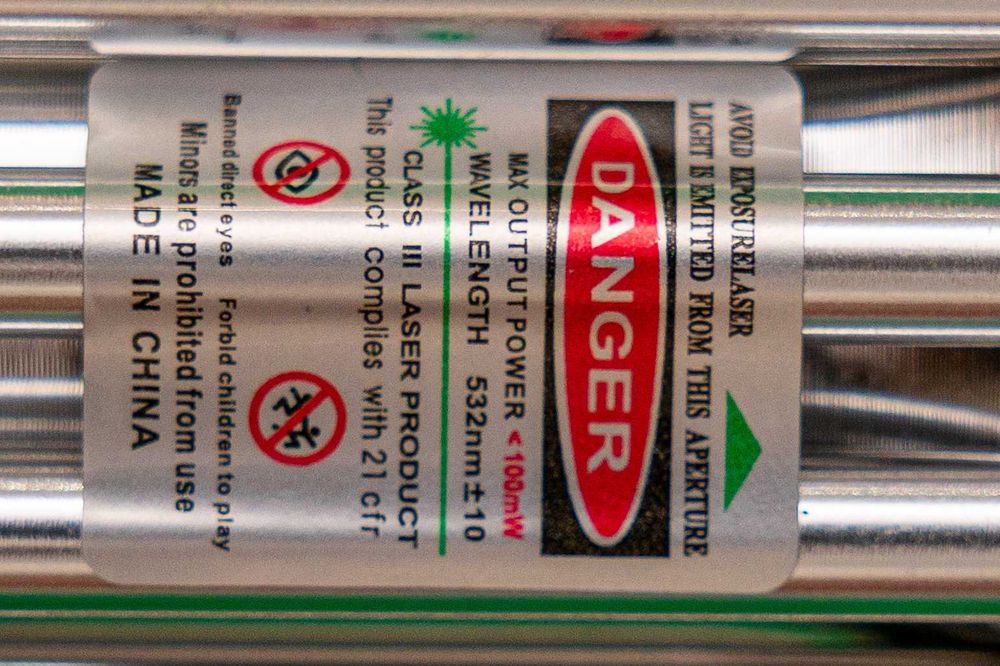 AVOID EXPOSURELASER
LIGHT IS EMITTED FROM THIS APERTURE
DANGER
MAX OUTPUT POWER <100mW
WAVELENGTH 532nm±10
CLASS III LASER PRODUCT
This product complies with 21 cfr
Banned direct eyes Forbid children to play
Minors are prohibited from use
MADE IN CHINA